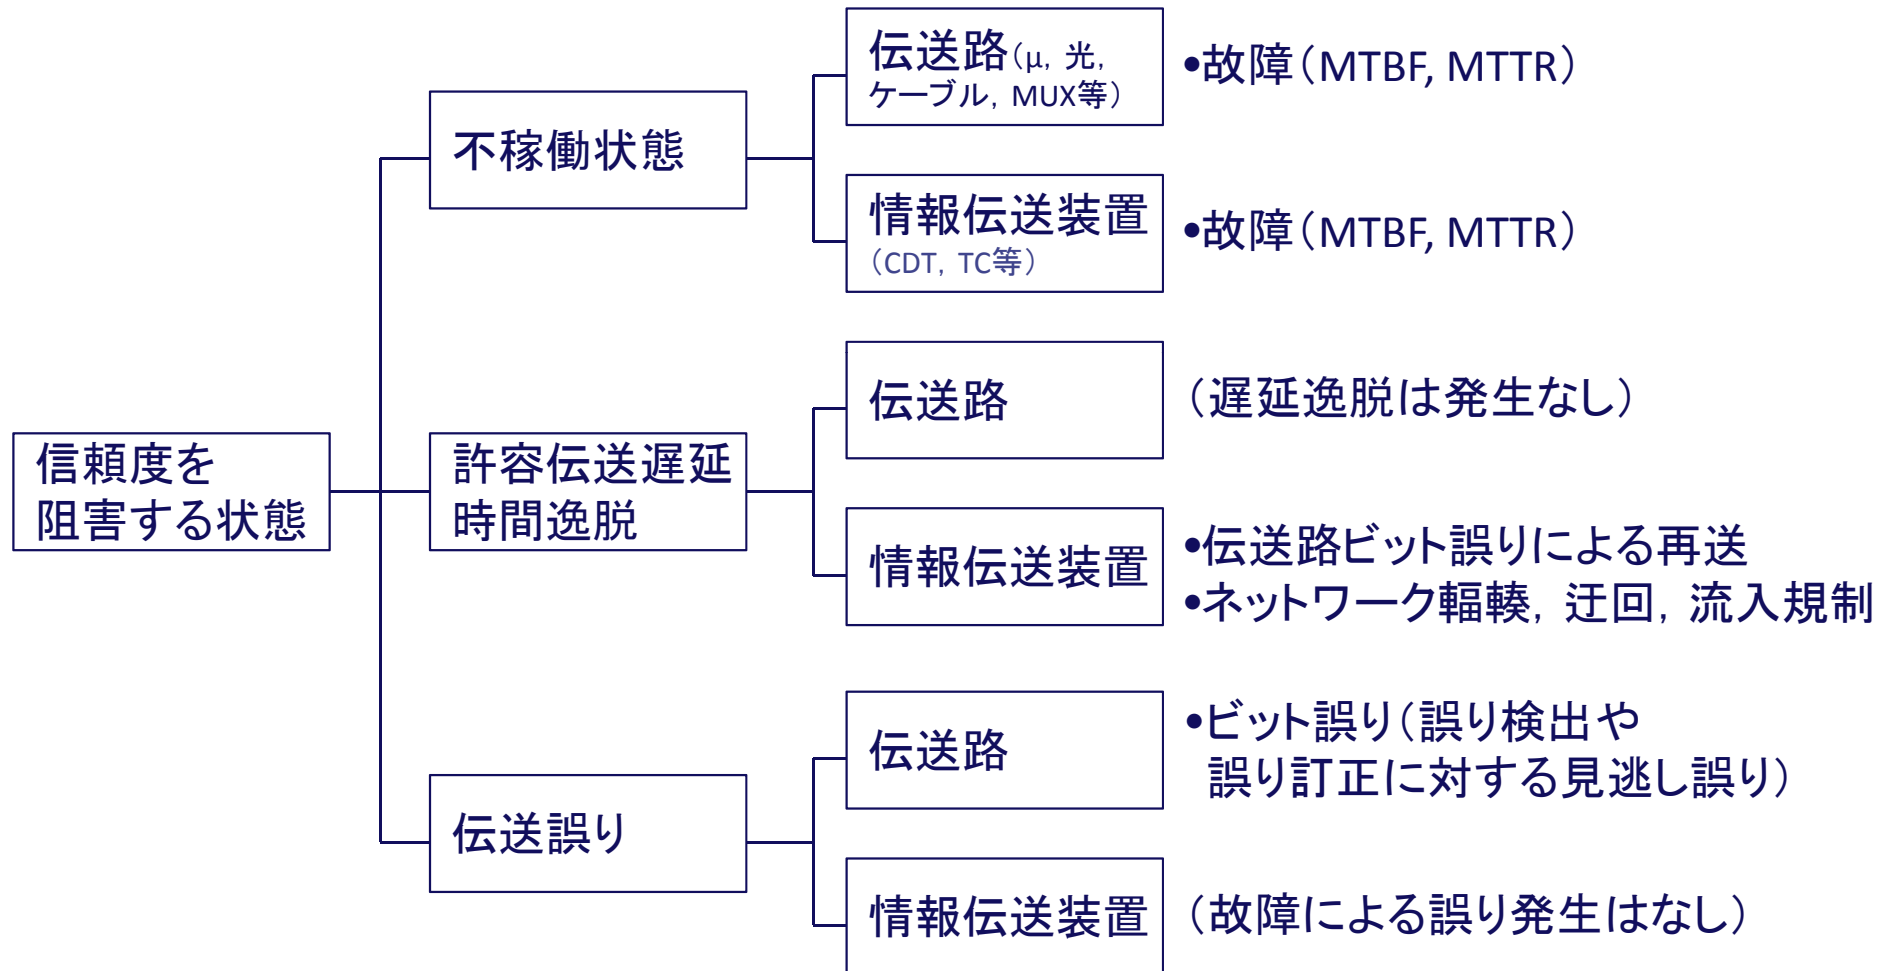 信頼度を
阻害する状態
不稼働状態
伝送路(μ, 光,
ケーブル, MUX等)
•故障(MTBF, MTTR)
情報伝送装置
(CDT, TC等)
•故障(MTBF, MTTR)
許容伝送遅延
時間逸脱
伝送路
(遅延逸脱は発生なし)
情報伝送装置
•伝送路ビット誤りによる再送
•ネットワーク輻輳, 迂回, 流入規制
伝送誤り
伝送路
•ビット誤り(誤り検出や
誤り訂正に対する見逃し誤り)
情報伝送装置
(故障による誤り発生はなし)